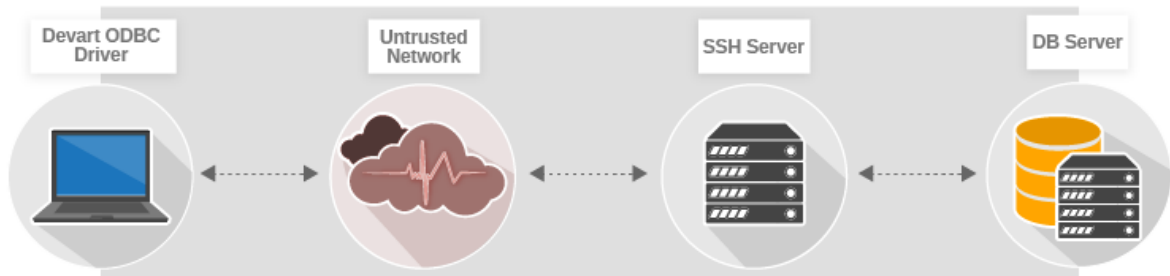 Devart ODBC
Driver
Untrusted
Network
SSH Server
DB Server